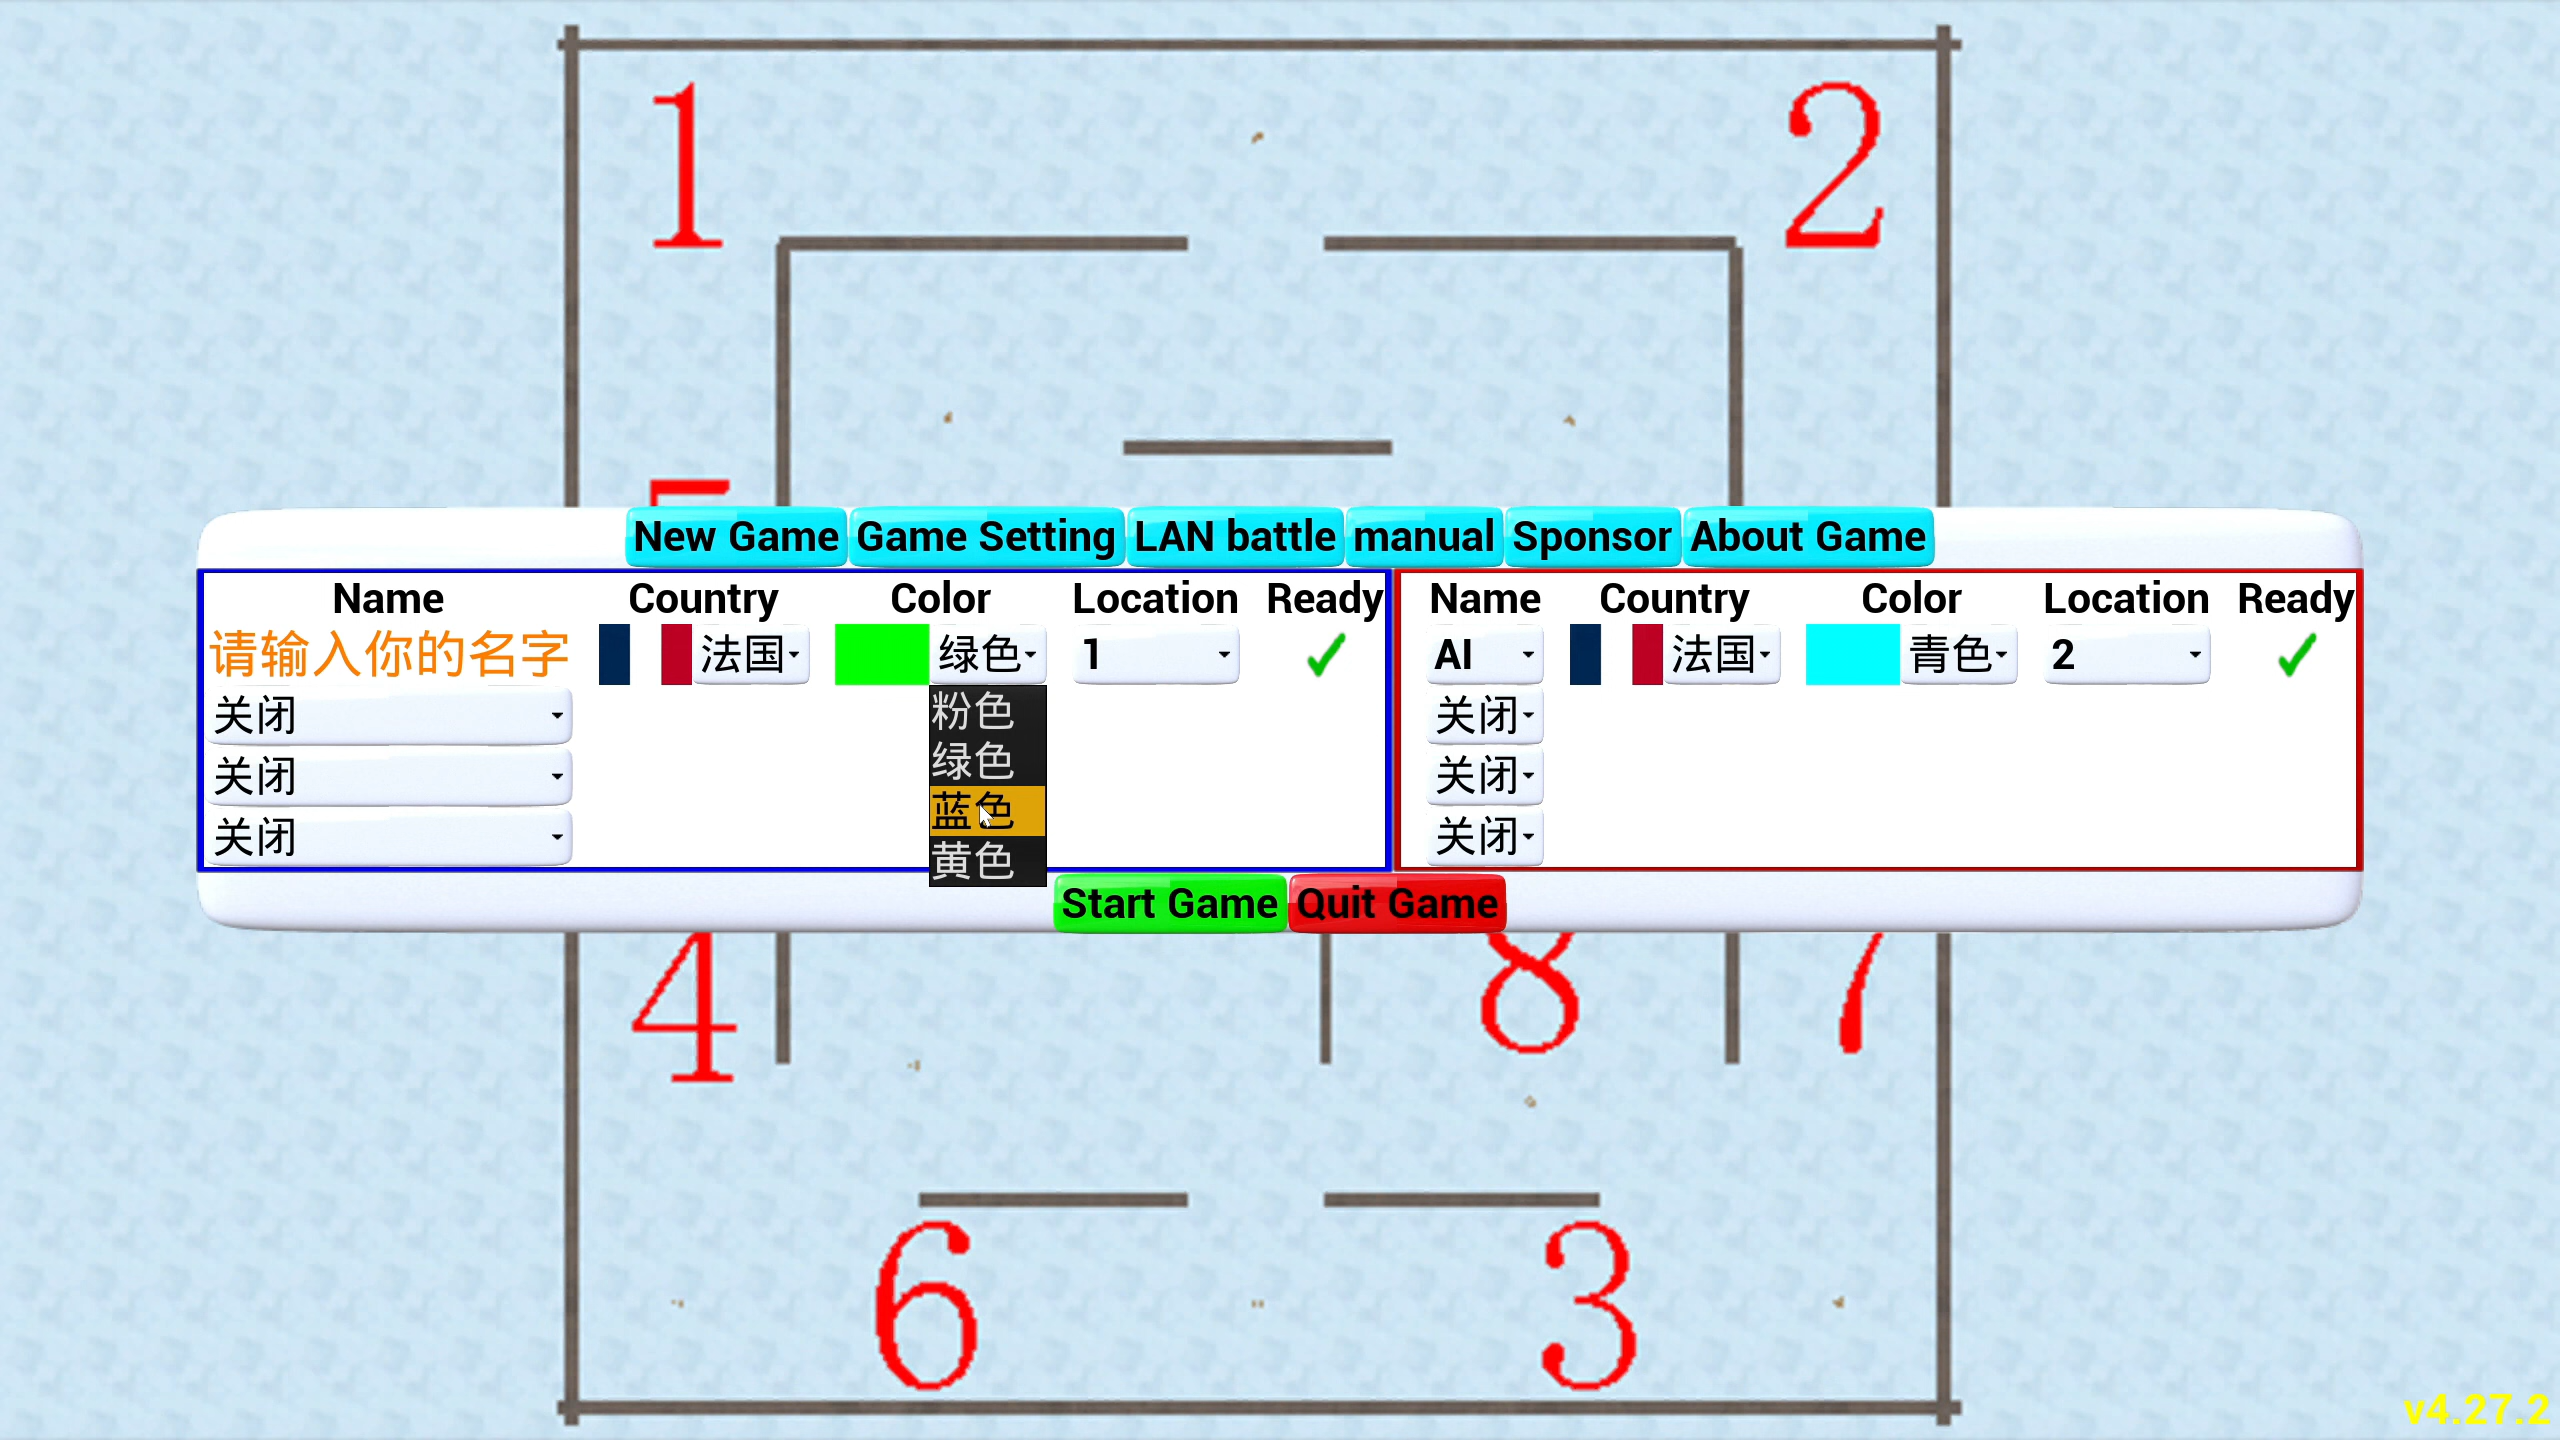 1
2
5
New Game Game Setting LAN battle manual Sponsor About Game
Name Country Color Location Ready
请输入你的名字 法国 绿色 1
关闭
关闭
关闭
粉色
绿色
蓝色
黄色
Name Country Color Location Ready
AI 法国 青色 2
关闭
关闭
关闭
Start Game Quit Game
4
8
7
6
3
v4.27.2